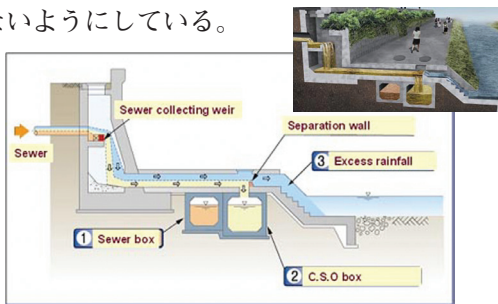 ないようにしている。
Sewer collecting weir
Separation wall
Sewer
3 Excess rainfall
1 Sewer box
2 C.S.O box